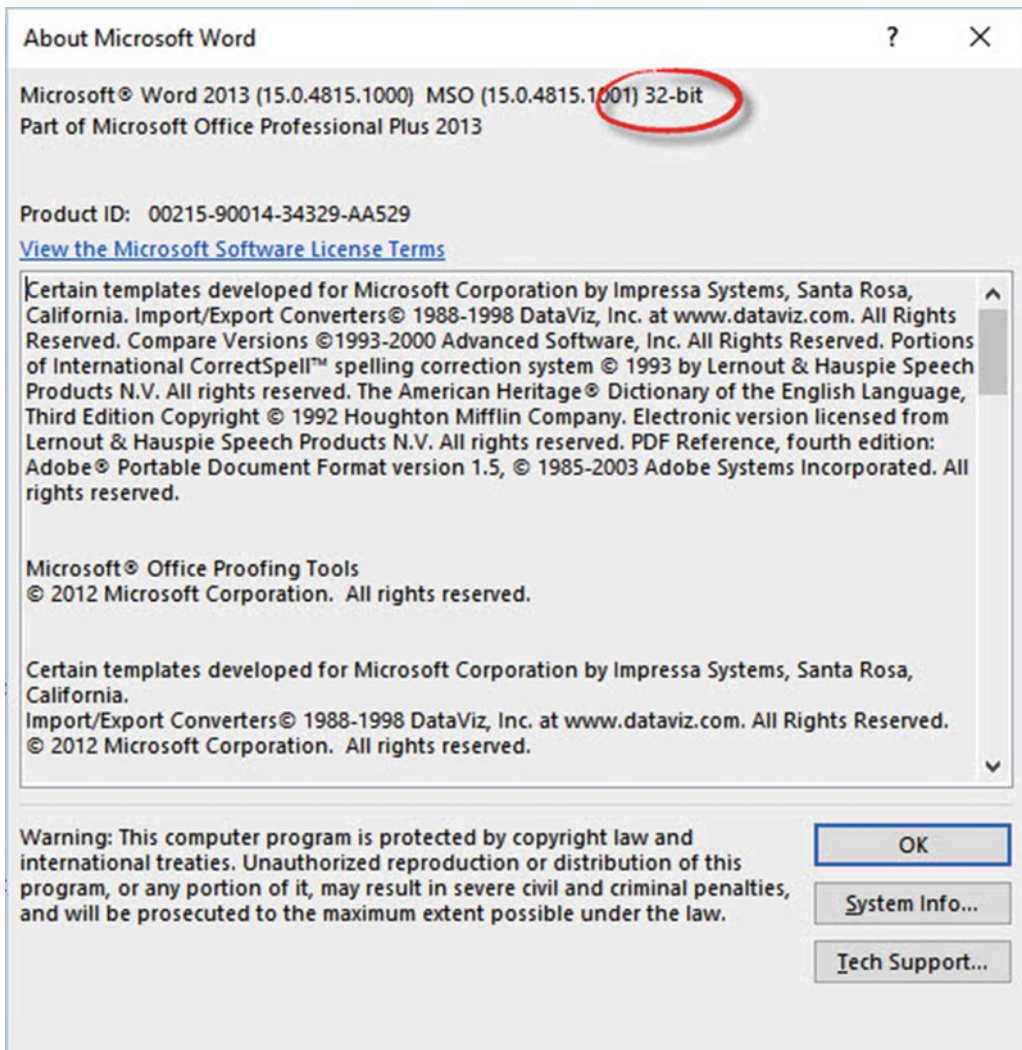 About Microsoft Word
?
Microsoft® Word 2013 (15.0.4815.1000) MSO (15.0.4815.1001) 32-bit
Part of Microsoft Office Professional Plus 2013
Product ID: 00215-90014-34329-AA529
View the Microsoft Software License Terms
Certain templates developed for Microsoft Corporation by Impressa Systems, Santa Rosa,
California. Import/Export Converters© 1988-1998 DataViz, Inc. at www.dataviz.com. All Rights
Reserved. Compare Versions ©1993-2000 Advanced Software, Inc. All Rights Reserved. Portions
of International CorrectSpell™ spelling correction system © 1993 by Lernout & Hauspie Speech
Products N.V. All rights reserved. The American Heritage® Dictionary of the English Language,
Third Edition Copyright © 1992 Houghton Mifflin Company. Electronic version licensed from
Lernout & Hauspie Speech Products N.V. All rights reserved. PDF Reference, fourth edition:
Adobe® Portable Document Format version 1.5, © 1985-2003 Adobe Systems Incorporated. All
rights reserved.
Microsoft® Office Proofing Tools
© 2012 Microsoft Corporation. All rights reserved.
Certain templates developed for Microsoft Corporation by Impressa Systems, Santa Rosa,
California.
Import/Export Converters© 1988-1998 DataViz, Inc. at www.dataviz.com. All Rights Reserved.
© 2012 Microsoft Corporation. All rights reserved.
Warning: This computer program is protected by copyright law and
international treaties. Unauthorized reproduction or distribution of this
program, or any portion of it, may result in severe civil and criminal penalties,
and will be prosecuted to the maximum extent possible under the law.
OK
System Info...
Tech Support...